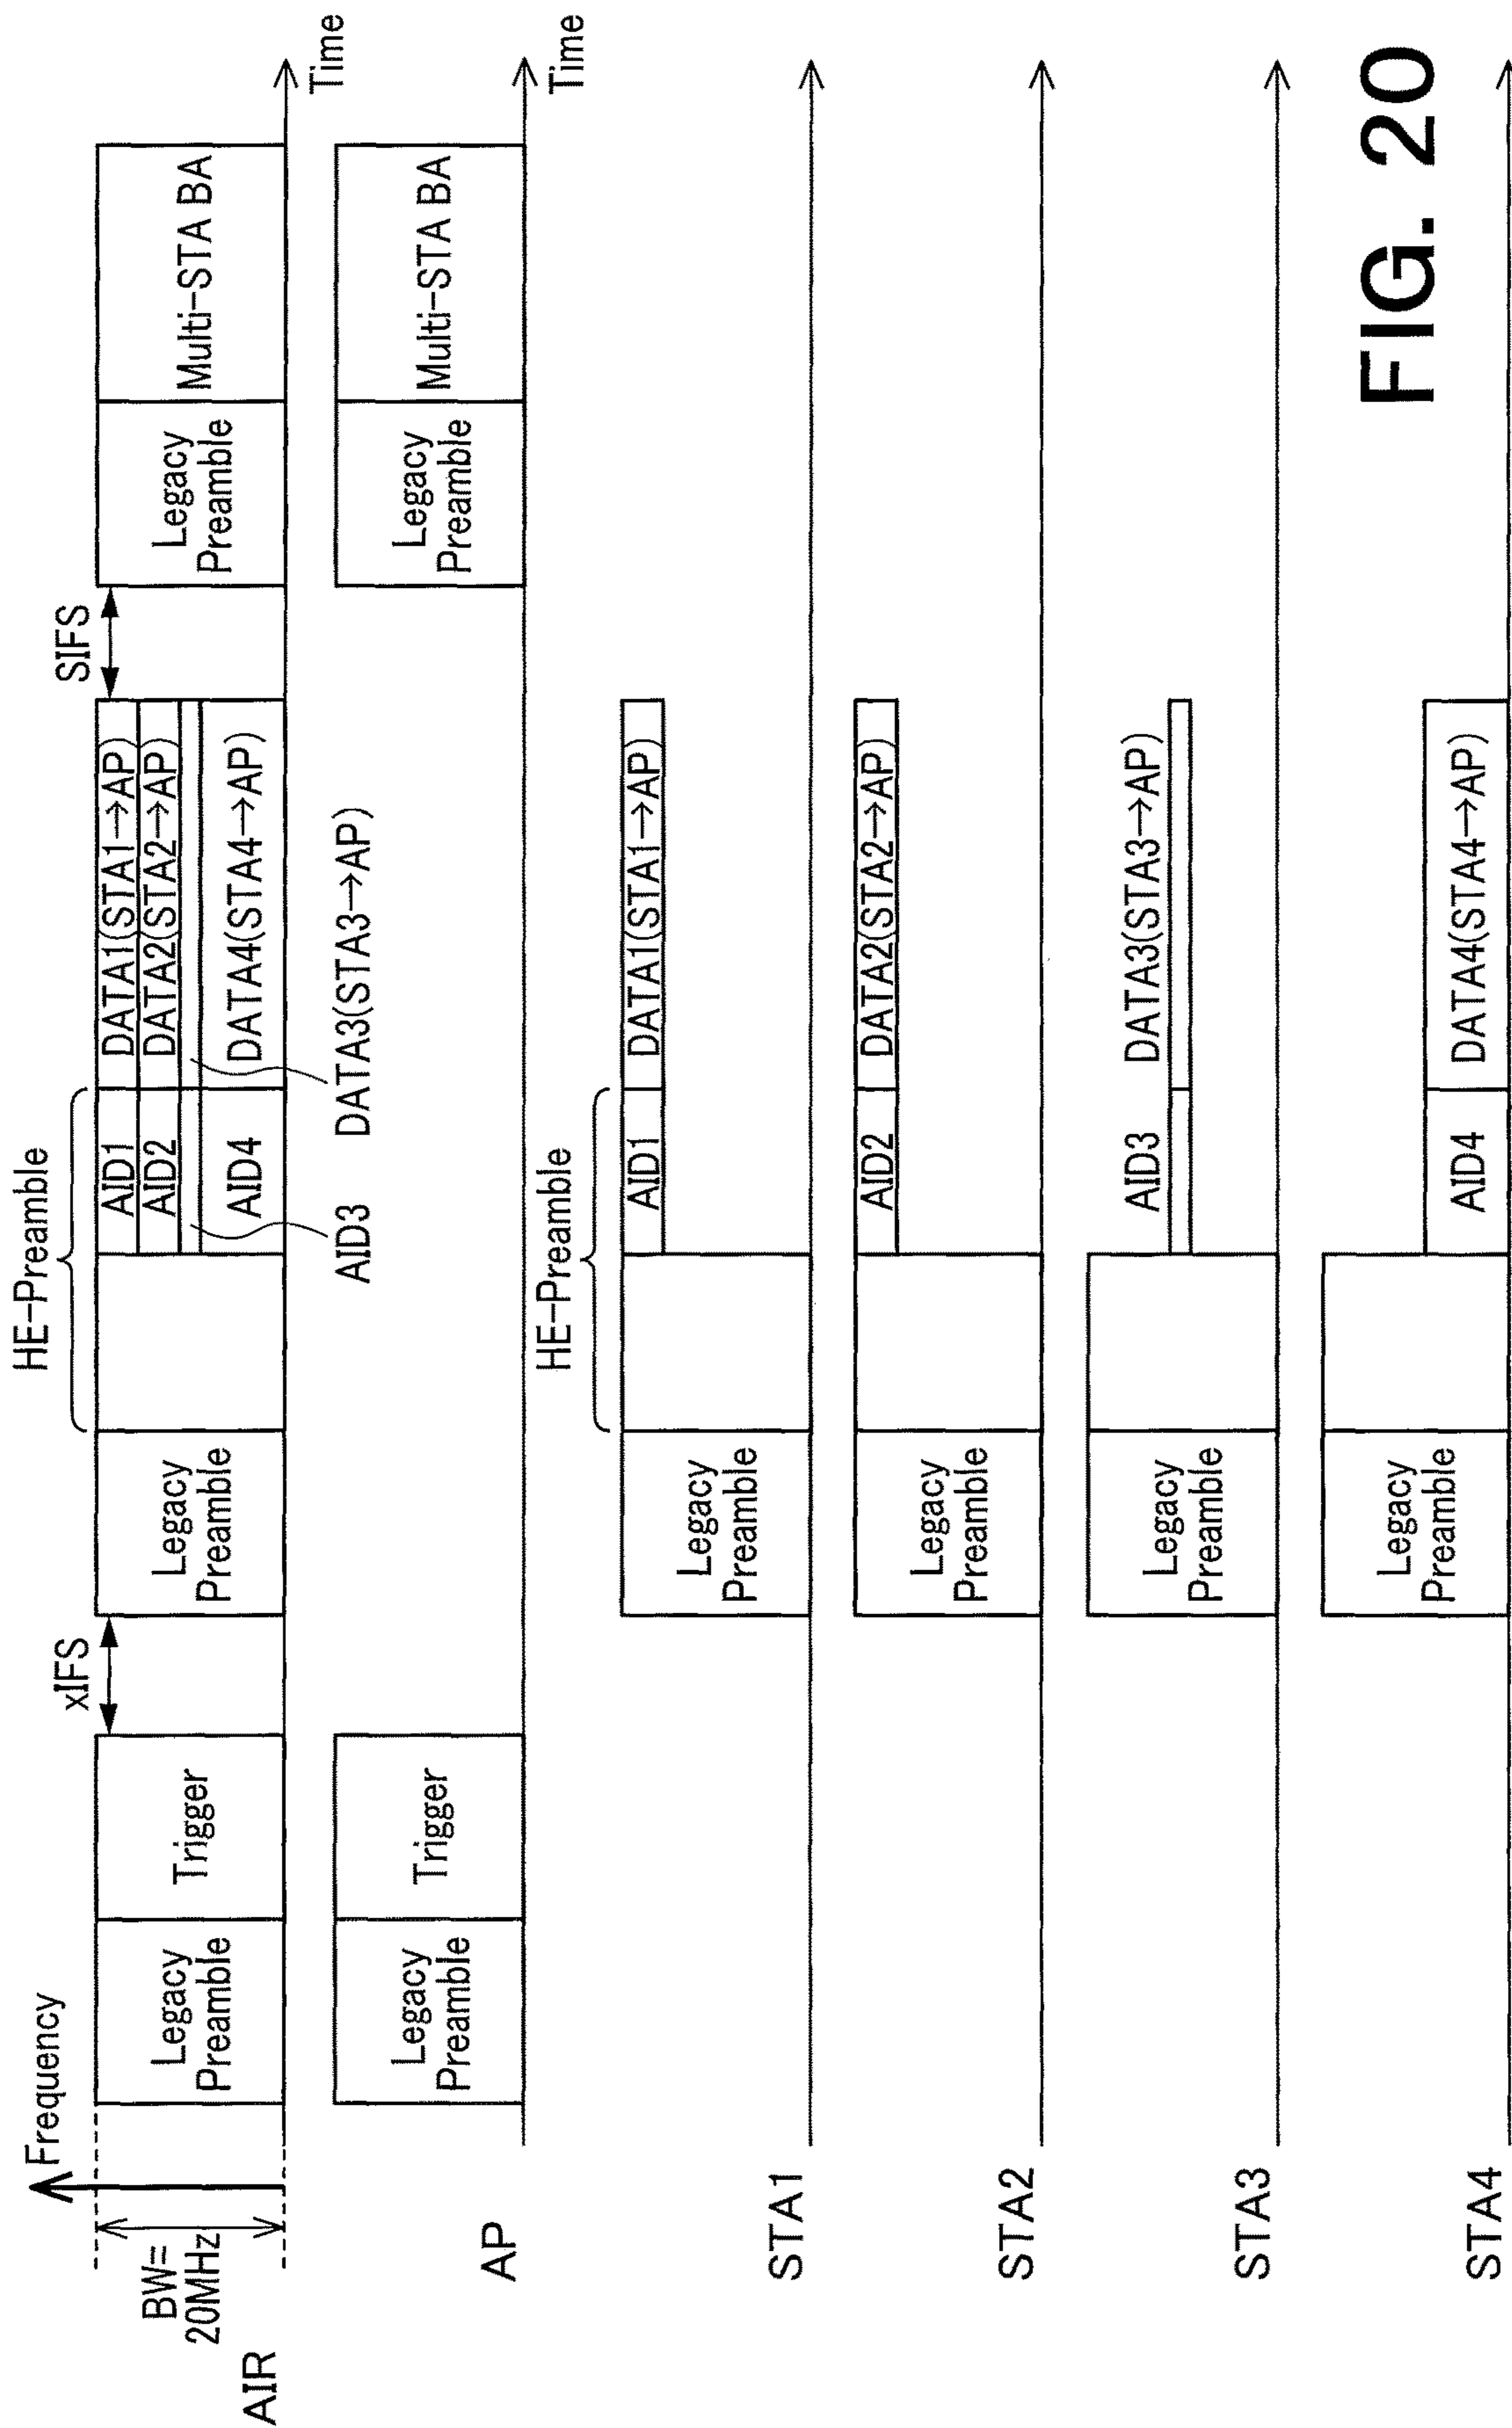 Frequency
BW=
20MHz
AIR
Legacy
Preamble
Trigger
xIFS
Legacy
Preamble
HE-Preamble
AID1
AID2
AID4
DATA1(STA1→AP)
DATA2(STA2→AP)
DATA4(STA4→AP)
AID3
DATA3(STA3→AP)
SIFS
Legacy
Preamble
Multi-STA BA
Time
AP
Legacy
Preamble
Trigger
Legacy
Preamble
Multi-STA BA
Time
STA1
Legacy
Preamble
HE-Preamble
AID1
DATA1(STA1→AP)
STA2
Legacy
Preamble
AID2
DATA2(STA2→AP)
STA3
Legacy
Preamble
AID3
DATA3(STA3→AP)
STA4
Legacy
Preamble
AID4
DATA4(STA4→AP)
FIG. 20